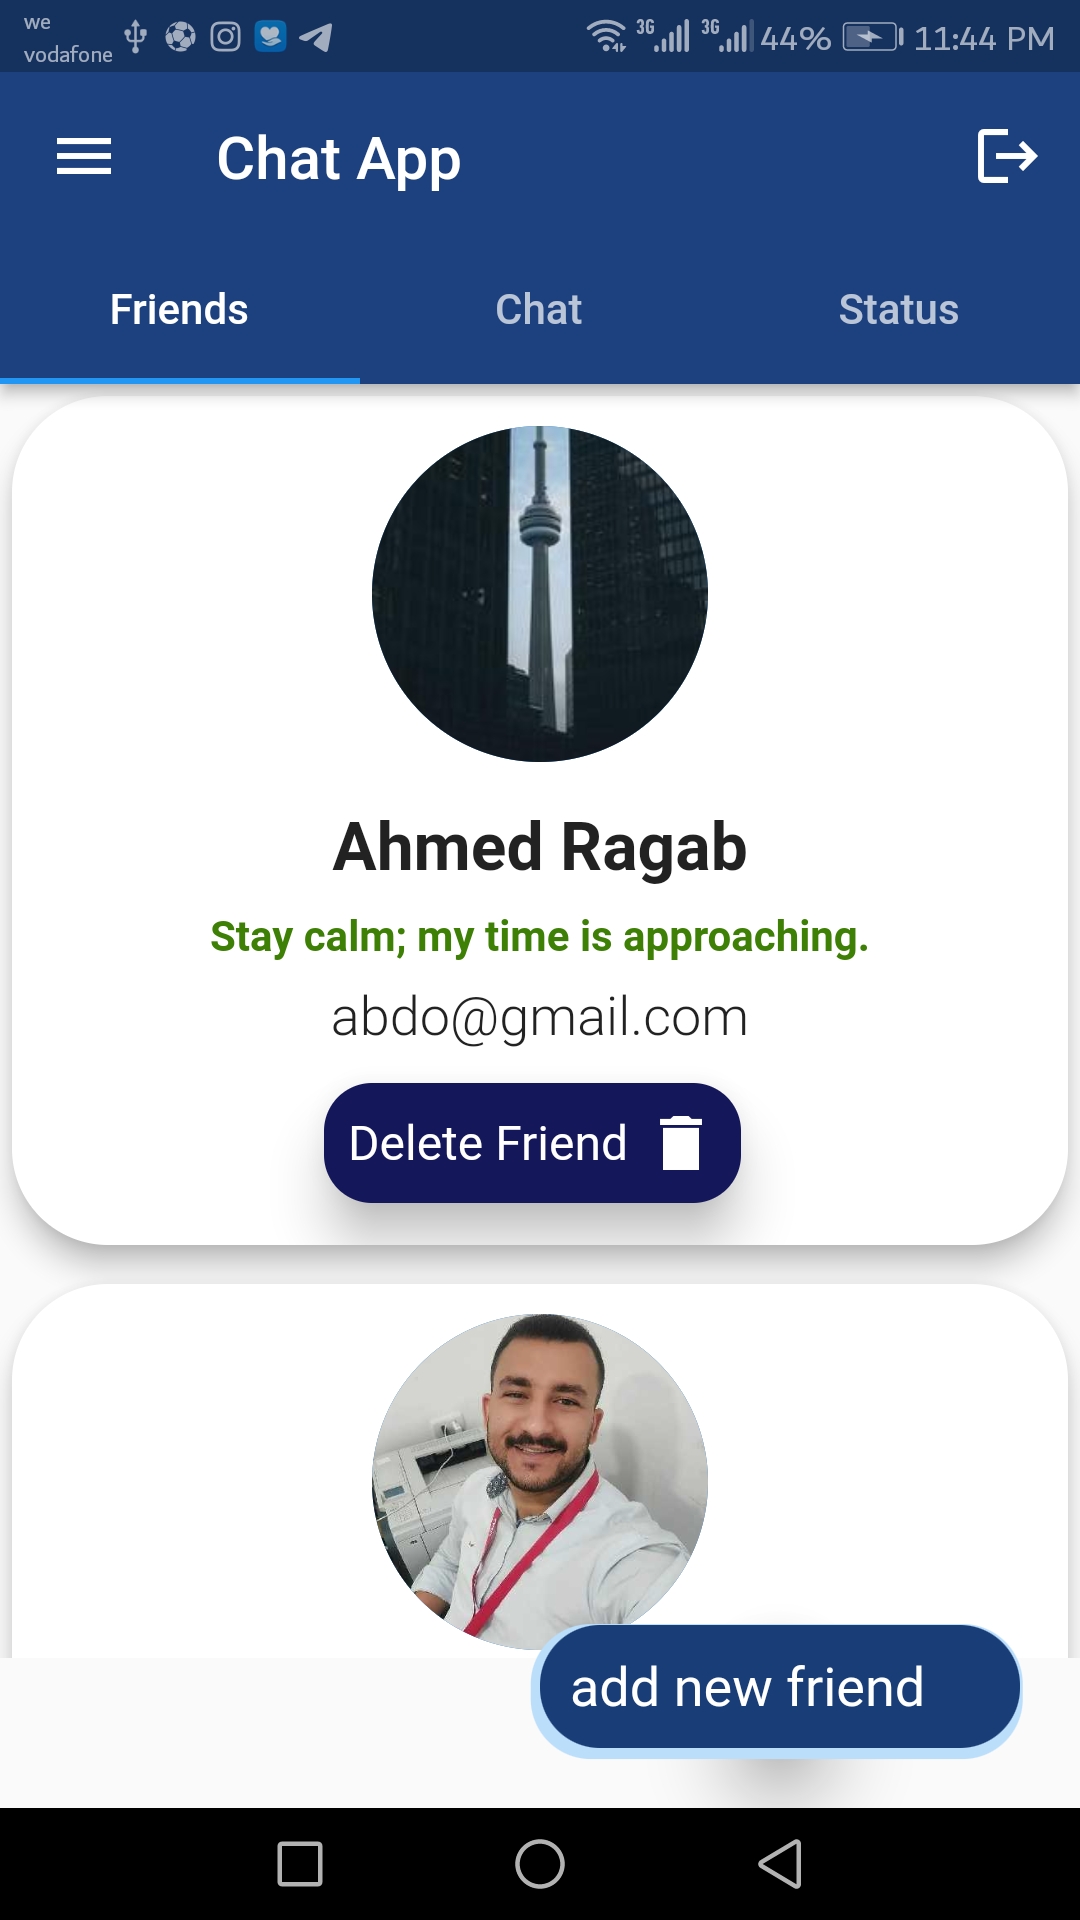 we
vodafone
3G 3G 44% 11:44 PM
Chat App
Friends Chat Status
Ahmed Ragab
Stay calm; my time is approaching.
abdo@gmail.com
Delete Friend
add new friend